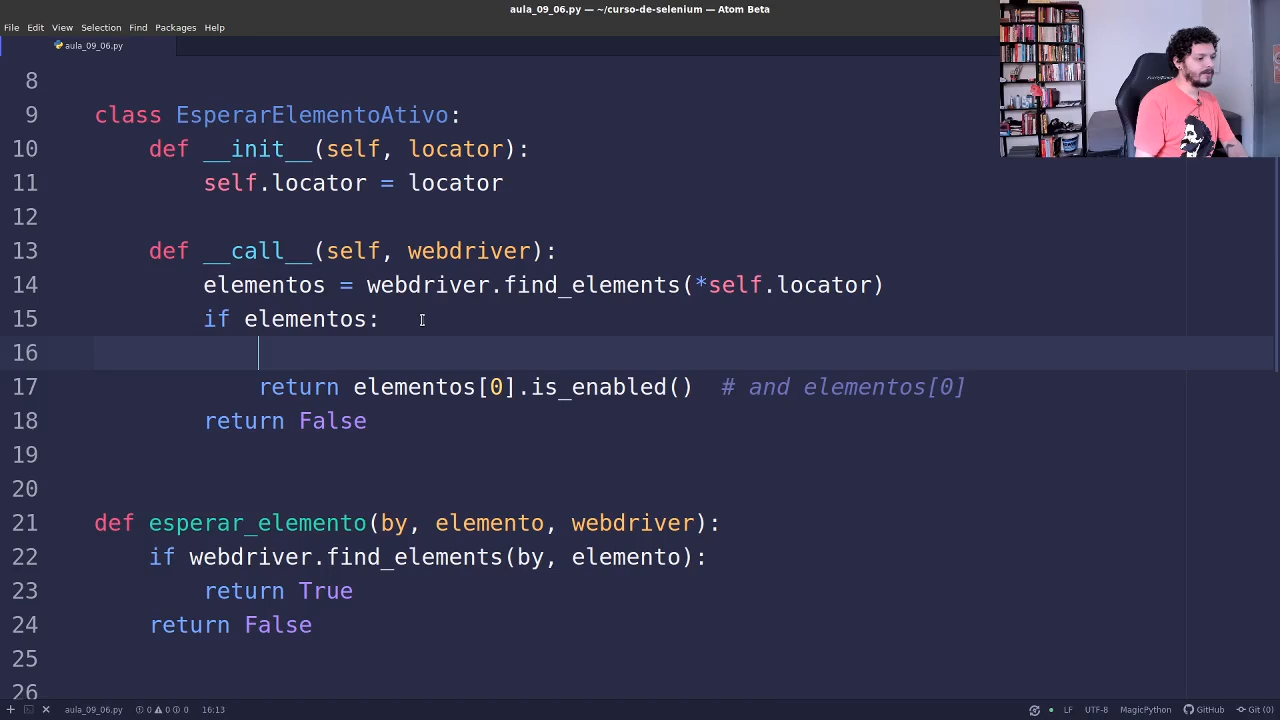 aula_09_06.py — ~/curso-de-selenium — Atom Beta
File Edit View Selection Find Packages Help
aula_09_06.py
8
9 class EsperarElementoAtivo:
10 def __init__(self, locator):
11 self.locator = locator
12
13 def __call__(self, webdriver):
14 elementos = webdriver.find_elements(*self.locator)
15 if elementos:
16
17 return elementos[0].is_enabled()  # and elementos[0]
18 return False
19
20
21 def esperar_elemento(by, elemento, webdriver):
22 if webdriver.find_elements(by, elemento):
23 return True
24 return False
25
26
aula_09_06.py 0 0 0 16:13 LF UTF-8 MagicPython GitHub Git (0)